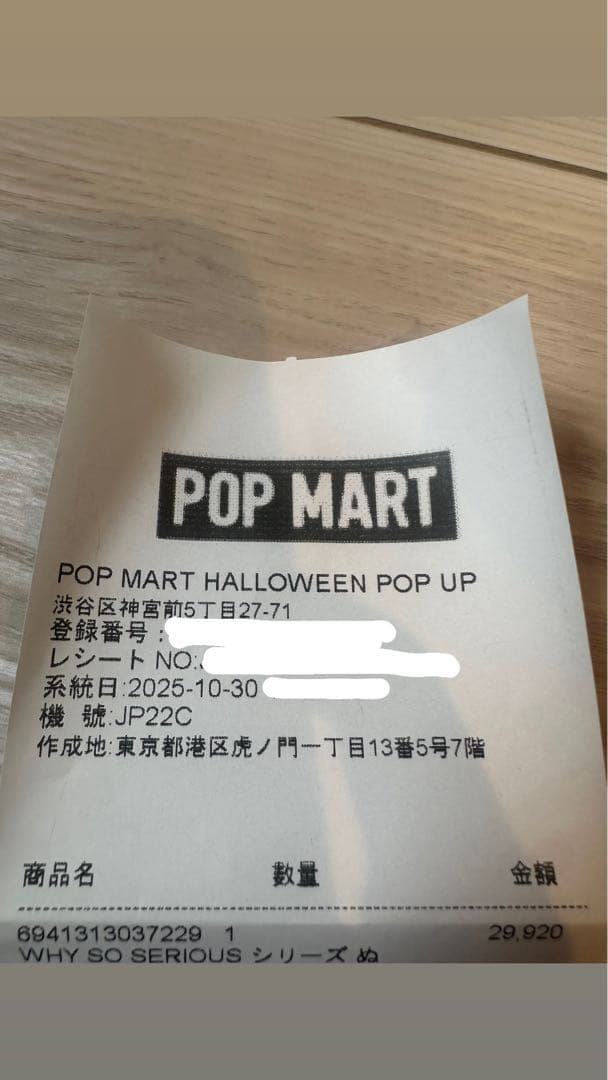 POP MART
POP MART HALLOWEEN POP UP
渋谷区神宮前5丁目27-71
登録番号:
レシート NO:
系統日:2025-10-30
機 號:JP22C
作成地:東京都港区虎ノ門一丁目13番5号7階
商品名 數量 金額
6941313037229 1 29,920
WHY SO SERIOUS シリーズ ぬ